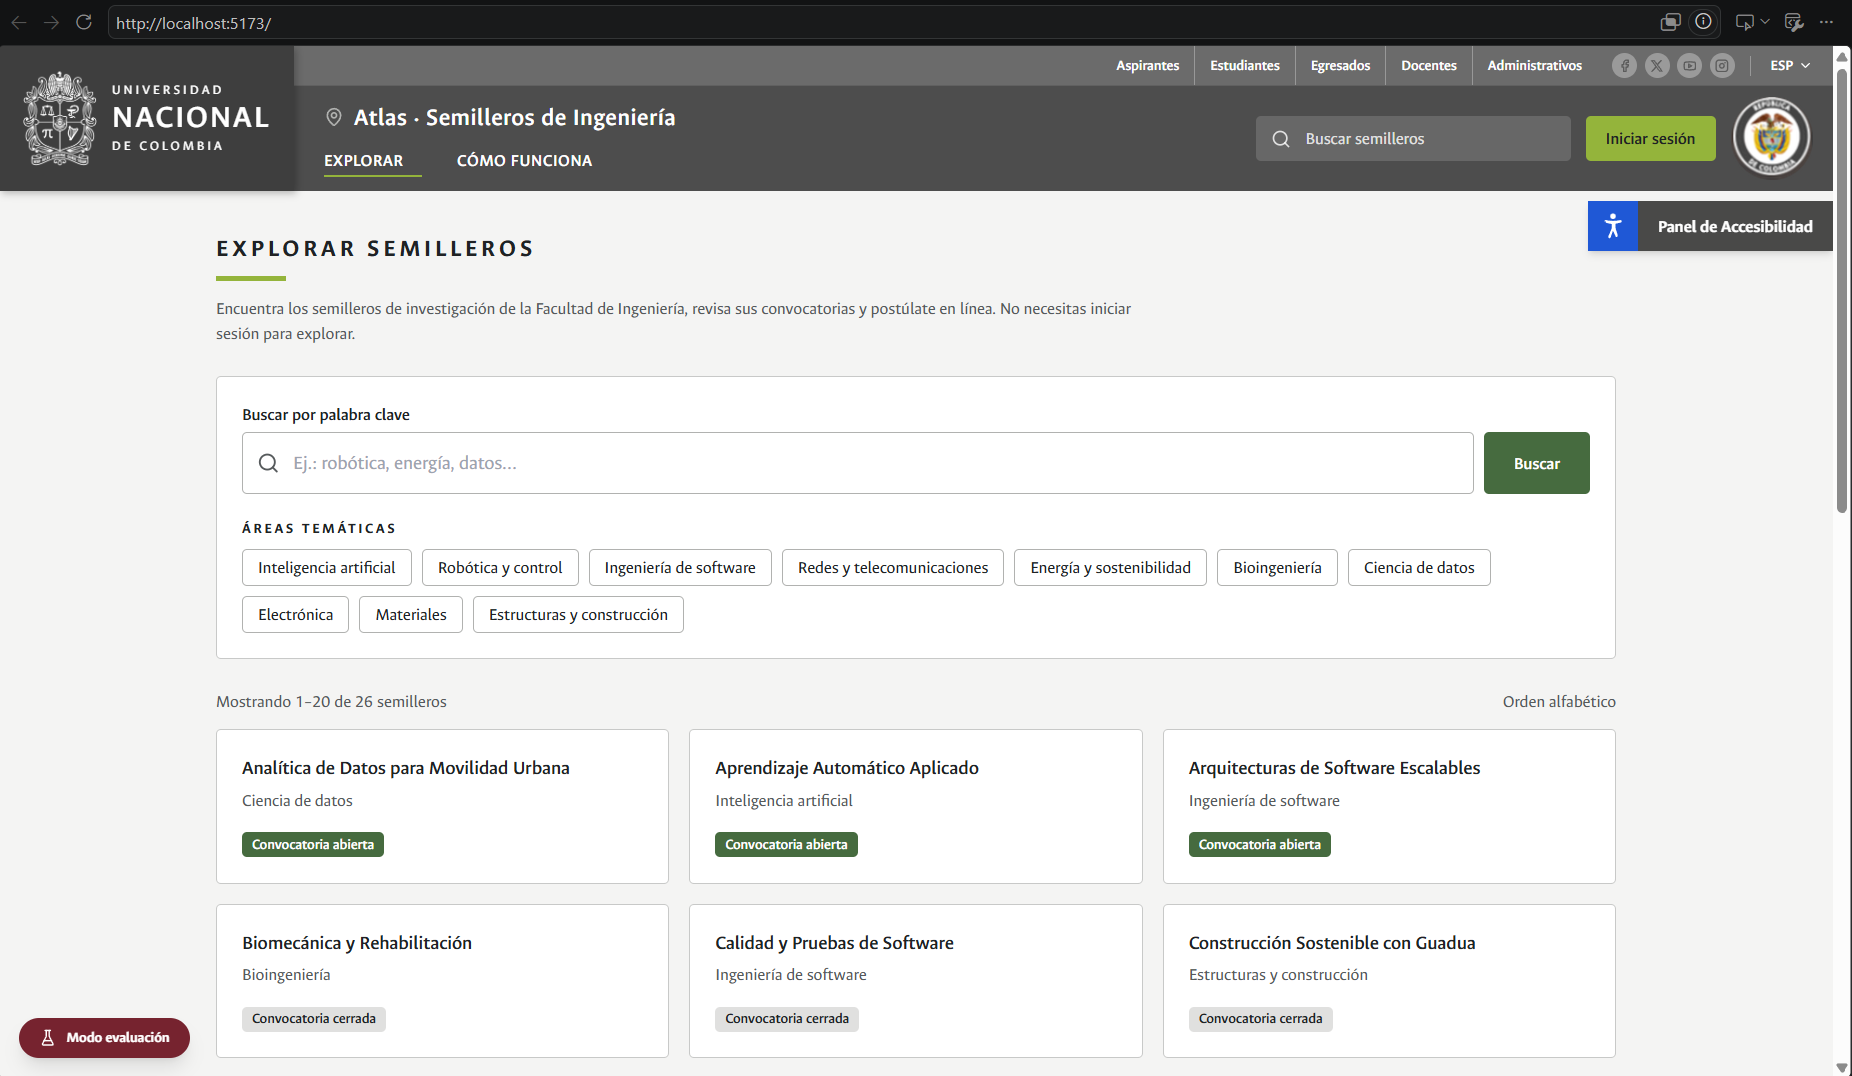 http://localhost:5173/
UNIVERSIDAD
NACIONAL
DE COLOMBIA
Aspirantes
Estudiantes
Egresados
Docentes
Administrativos
ESP
Atlas · Semilleros de Ingeniería
EXPLORAR
CÓMO FUNCIONA
Buscar semilleros
Iniciar sesión
REPÚBLICA
DE COLOMBIA
Panel de Accesibilidad
EXPLORAR SEMILLEROS
Encuentra los semilleros de investigación de la Facultad de Ingeniería, revisa sus convocatorias y postúlate en línea. No necesitas iniciar
sesión para explorar.
Buscar por palabra clave
Ej.: robótica, energía, datos...
Buscar
ÁREAS TEMÁTICAS
Inteligencia artificial
Robótica y control
Ingeniería de software
Redes y telecomunicaciones
Energía y sostenibilidad
Bioingeniería
Ciencia de datos
Electrónica
Materiales
Estructuras y construcción
Mostrando 1–20 de 26 semilleros
Orden alfabético
Analítica de Datos para Movilidad Urbana
Ciencia de datos
Convocatoria abierta
Aprendizaje Automático Aplicado
Inteligencia artificial
Convocatoria abierta
Arquitecturas de Software Escalables
Ingeniería de software
Convocatoria abierta
Biomecánica y Rehabilitación
Bioingeniería
Convocatoria cerrada
Calidad y Pruebas de Software
Ingeniería de software
Convocatoria cerrada
Construcción Sostenible con Guadua
Estructuras y construcción
Convocatoria cerrada
Modo evaluación